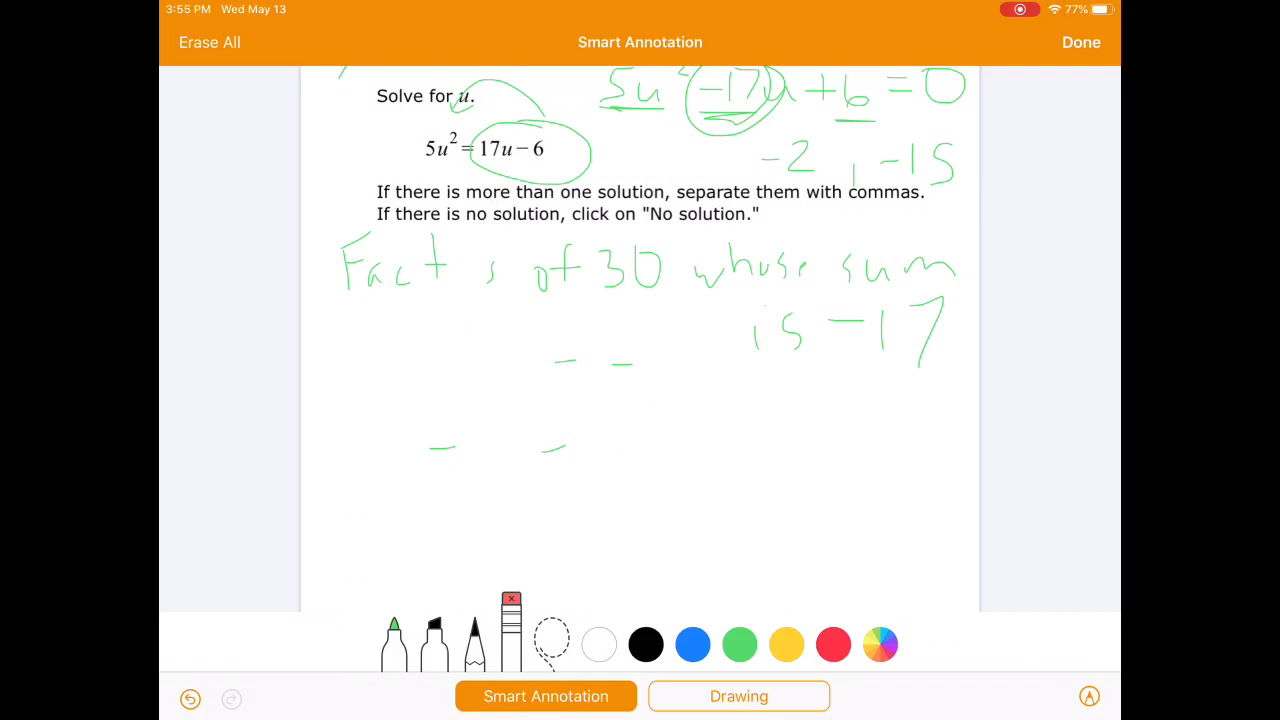 3:55 PM Wed May 13 77%
Erase All Smart Annotation Done
Solve for u.
5u² - 17u + 6 = 0
5u² = 17u − 6
-2, -15
If there is more than one solution, separate them with commas.
If there is no solution, click on "No solution."
Facts of 30 whose sum
is -17
- -
- -
Smart Annotation Drawing